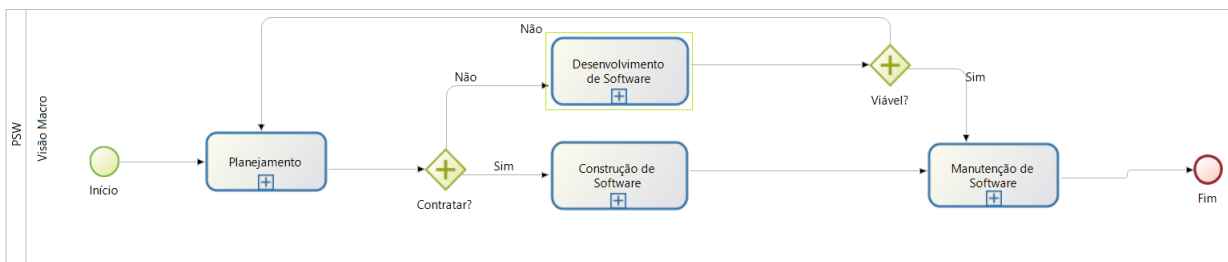 PSW
Visão Macro
Início
Planejamento
Contratar?
Não
Sim
Desenvolvimento
de Software
Construção de
Software
Não
Viável?
Sim
Manutenção de
Software
Fim